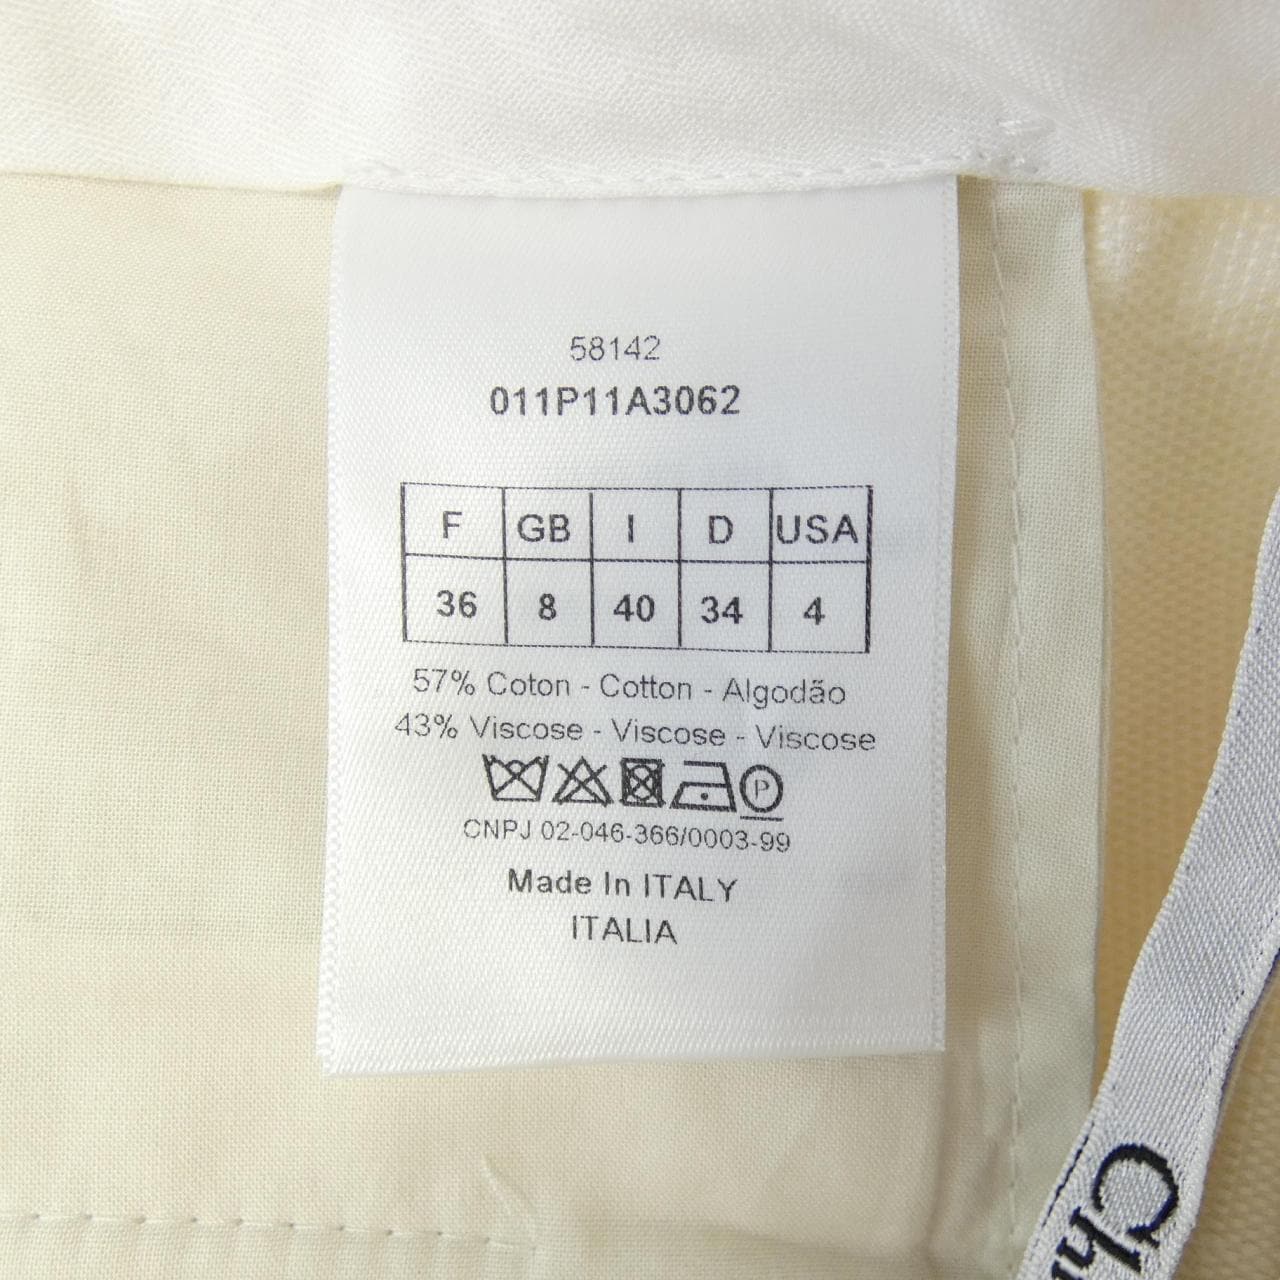 58142
011P11A3062
F GB I D USA
36 8 40 34 4
57% Coton - Cotton - Algodão
43% Viscose - Viscose - Viscose
P
CNPJ 02-046-366/0003-99
Made In ITALY
ITALIA